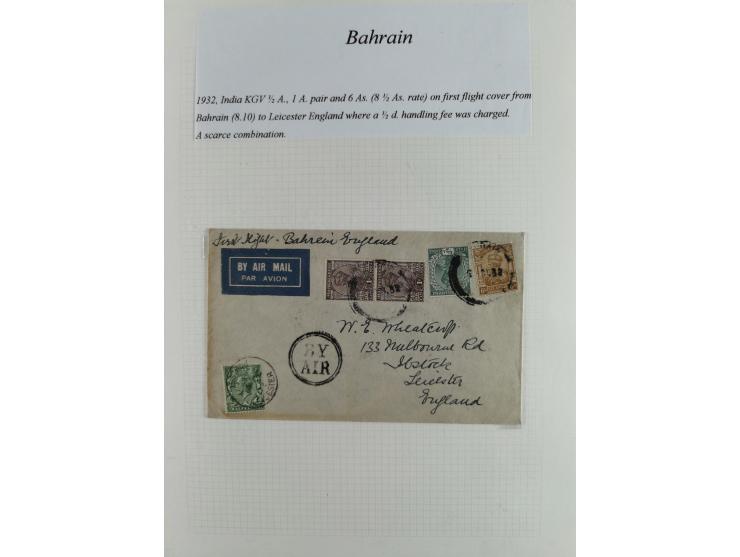 Bahrain
1932, India KGV ½ A., 1 A. pair and 6 As. (8 ½ As. rate) on first flight cover from
Bahrain (8.10) to Leicester England where a ½ d. handling fee was charged.
A scarce combination.
First Flight - Bahrein England
BY AIR MAIL
PAR AVION
W. E. Wheatcroft
133 Melbourne Rd
Ibstock
Leicester
England
BY
AIR